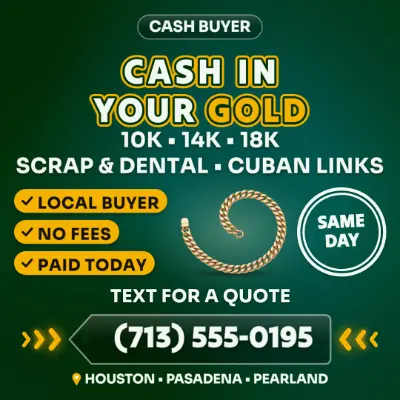 CASH BUYER
CASH IN
YOUR GOLD
10K • 14K • 18K
SCRAP & DENTAL • CUBAN LINKS
LOCAL BUYER
NO FEES
PAID TODAY
SAME
DAY
TEXT FOR A QUOTE
(713) 555-0195
HOUSTON • PASADENA • PEARLAND